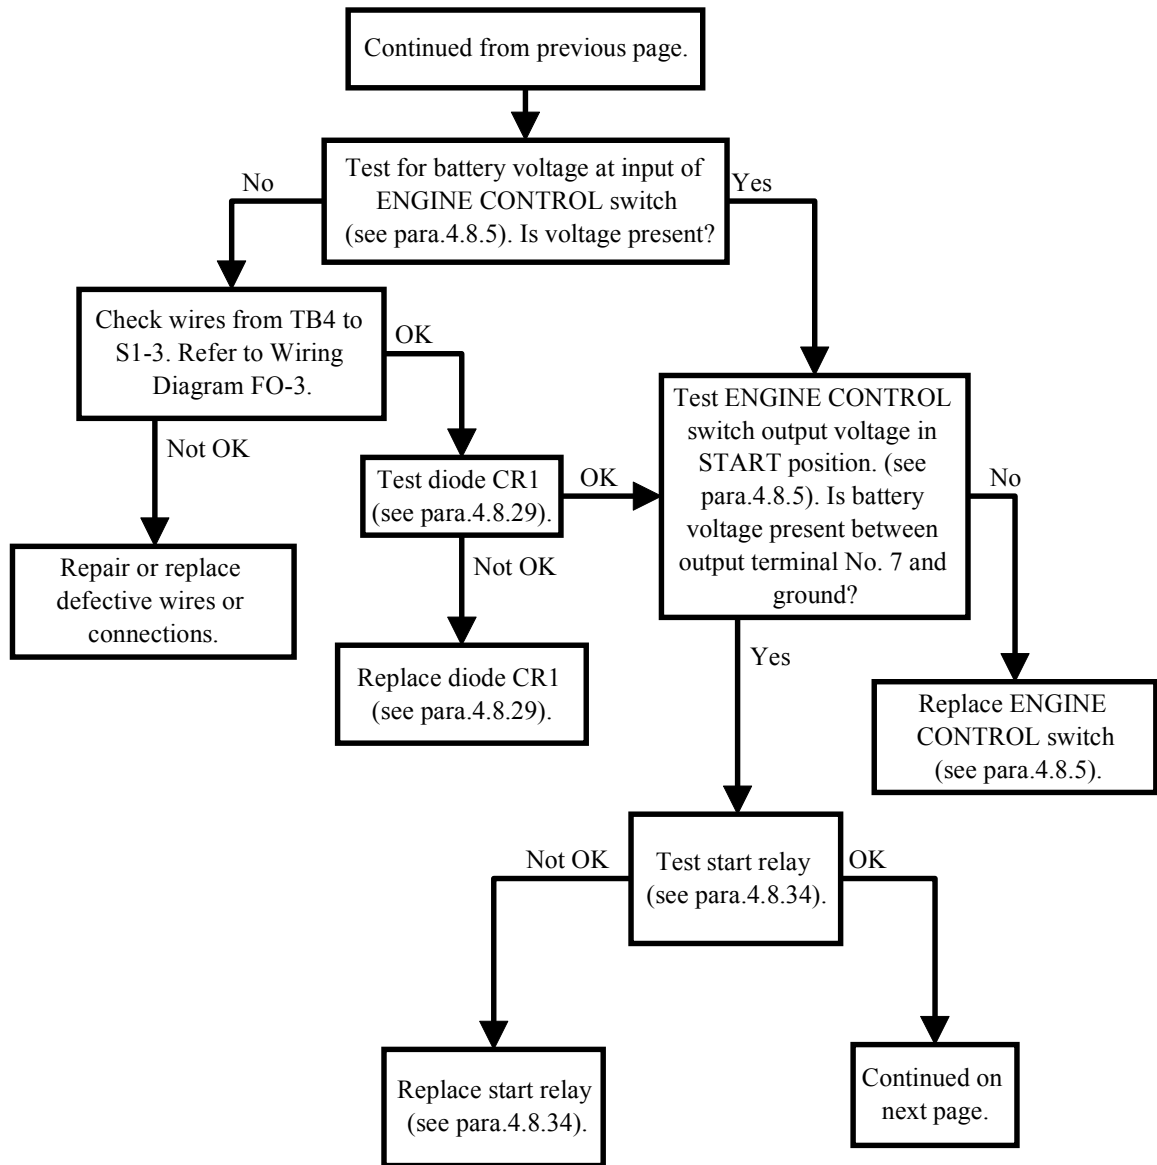 Continued from previous page.
Test for battery voltage at input of
ENGINE CONTROL switch
(see para.4.8.5). Is voltage present?
No
Yes
Check wires from TB4 to
S1-3. Refer to Wiring
Diagram FO-3.
OK
Not OK
Repair or replace
defective wires or
connections.
Test diode CR1
(see para.4.8.29).
OK
Not OK
Replace diode CR1
(see para.4.8.29).
Test ENGINE CONTROL
switch output voltage in
START position. (see
para.4.8.5). Is battery
voltage present between
output terminal No. 7 and
ground?
No
Yes
Replace ENGINE
CONTROL switch
(see para.4.8.5).
Test start relay
(see para.4.8.34).
Not OK
OK
Replace start relay
(see para.4.8.34).
Continued on
next page.